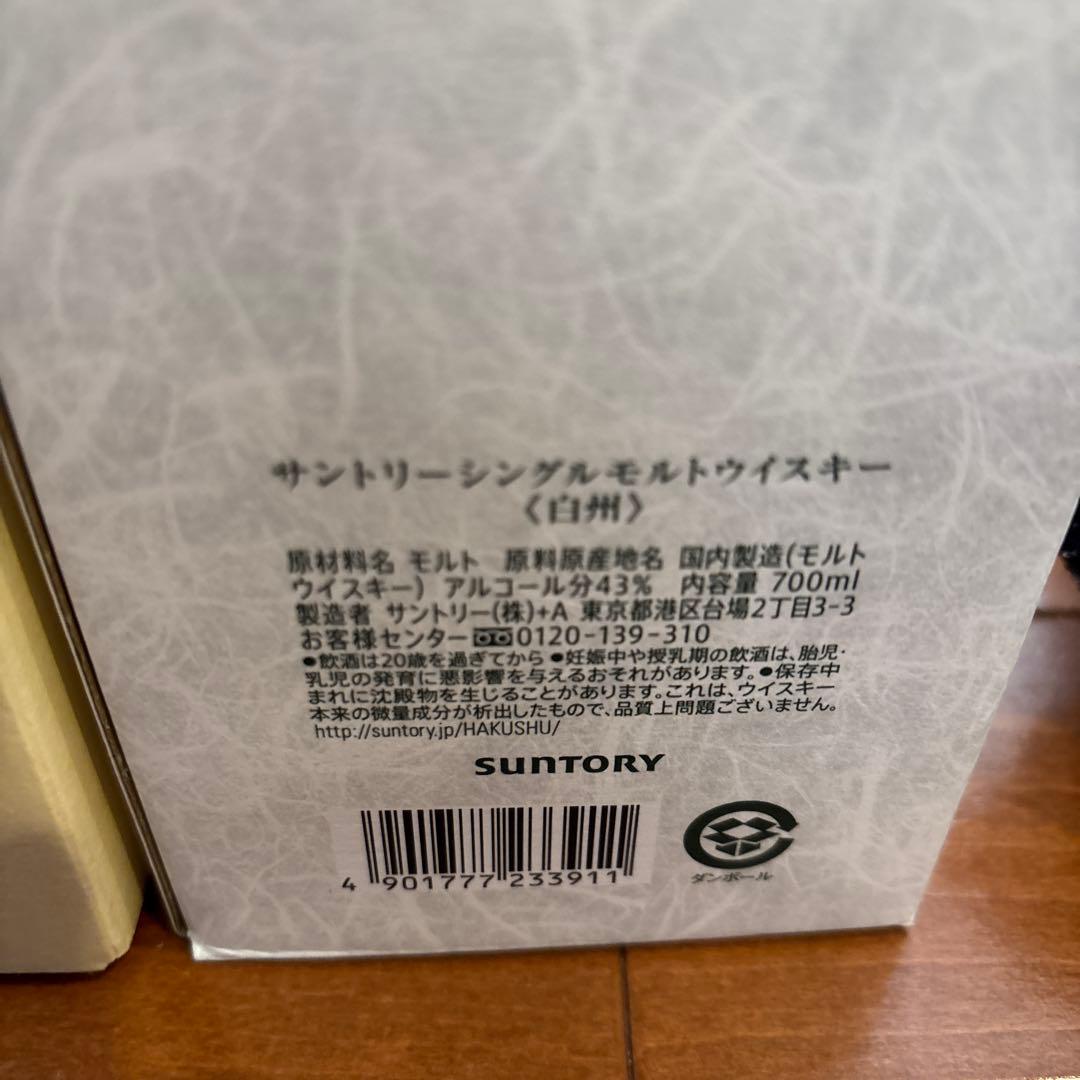 サントリーシングルモルトウイスキー
〈白州〉
原材料名 モルト 原料原産地名 国内製造(モルト
ウイスキー) アルコール分43% 内容量 700ml
製造者 サントリー(株)+A 東京都港区台場2丁目3-3
お客様センター 0120-139-310
●飲酒は20歳を過ぎてから ●妊娠中や授乳期の飲酒は、胎児・
乳児の発育に悪影響を与えるおそれがあります。●保存中
まれに沈殿物を生じることがあります。これは、ウイスキー
本来の微量成分が析出したもので、品質上問題ございません。
http://suntory.jp/HAKUSHU/
SUNTORY
4 901777 233911
ダンボール